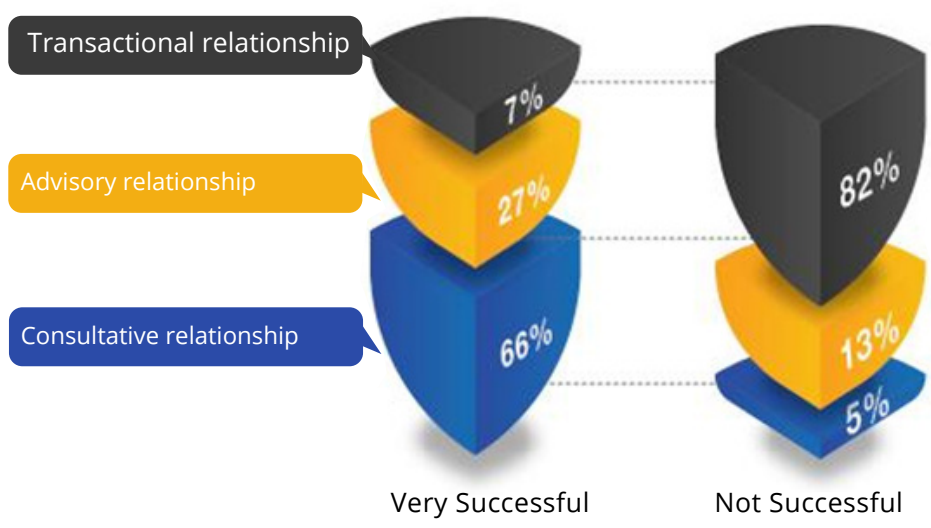 Transactional relationship
7%
82%
Advisory relationship
27%
Consultative relationship
66%
13%
5%
Very Successful
Not Successful